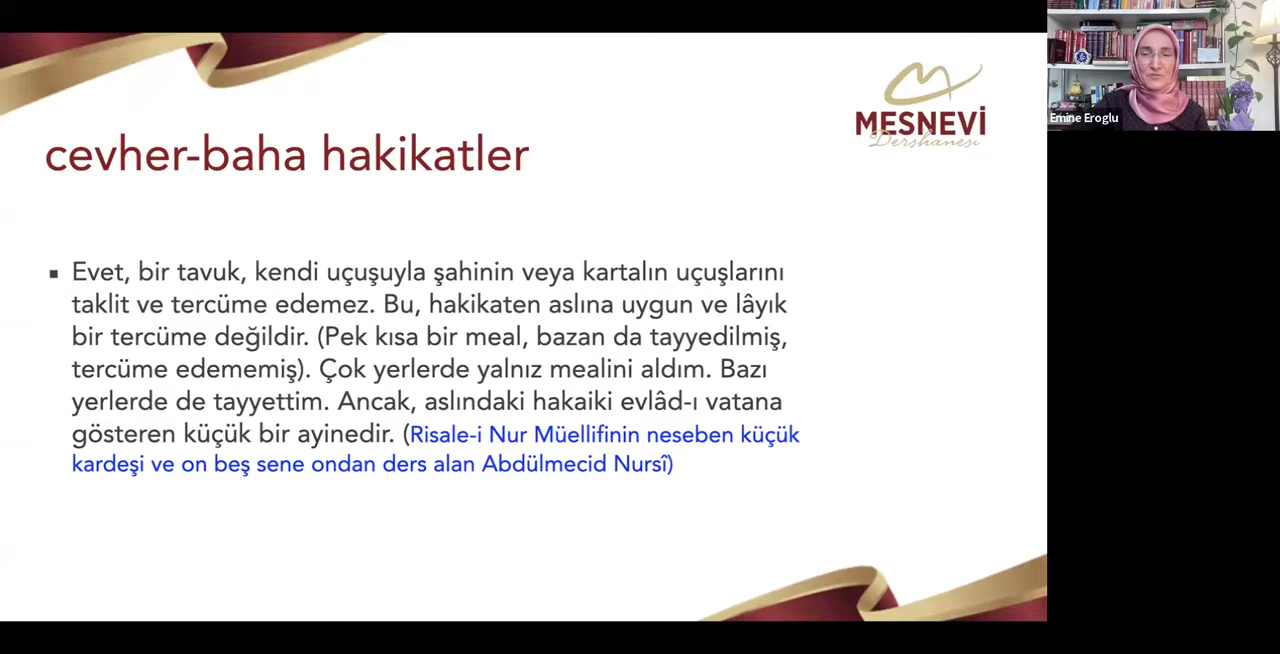 MESNEVİ
Dershanesi
cevher-baha hakikatler
▪ Evet, bir tavuk, kendi uçuşuyla şahinin veya kartalın uçuşlarını
taklit ve tercüme edemez. Bu, hakikaten aslına uygun ve lâyık
bir tercüme değildir. (Pek kısa bir meal, bazan da tayyedilmiş,
tercüme edememiş). Çok yerlerde yalnız mealini aldım. Bazı
yerlerde de tayyettim. Ancak, aslındaki hakaiki evlâd-ı vatana
gösteren küçük bir ayinedir. (Risale-i Nur Müellifinin neseben küçük
kardeşi ve on beş sene ondan ders alan Abdülmecid Nursî)
Emine Eroglu